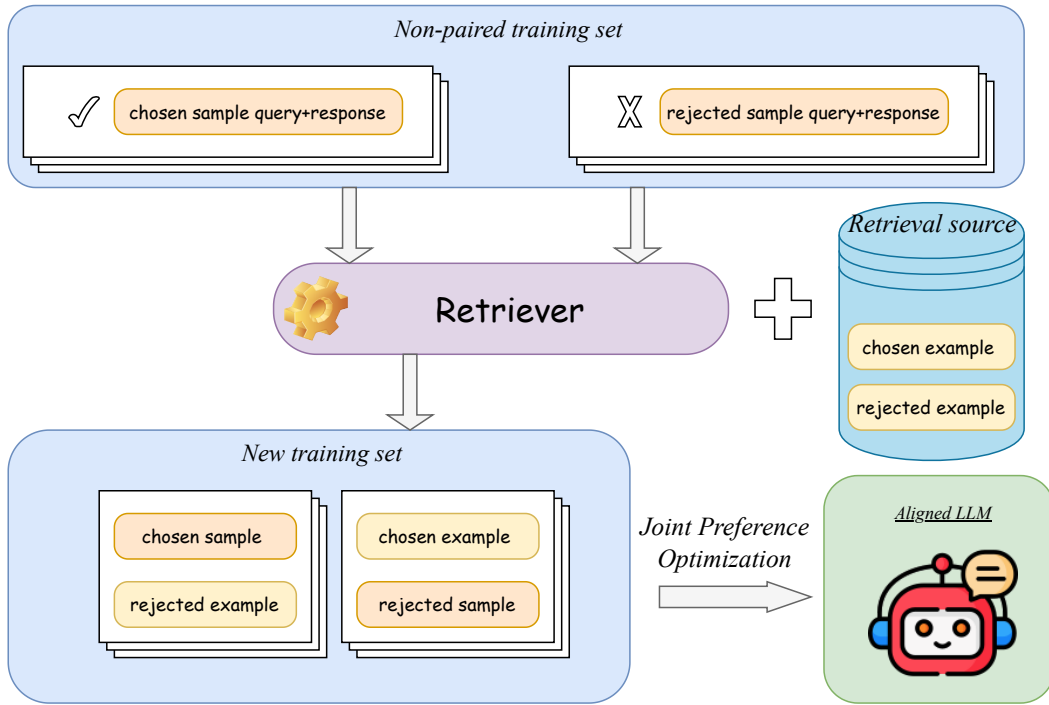 Non-paired training set
chosen sample query+response
X
rejected sample query+response
Retrieval source
Retriever
chosen example
rejected example
New training set
chosen sample
rejected example
chosen example
rejected sample
Joint Preference
Optimization
Aligned LLM